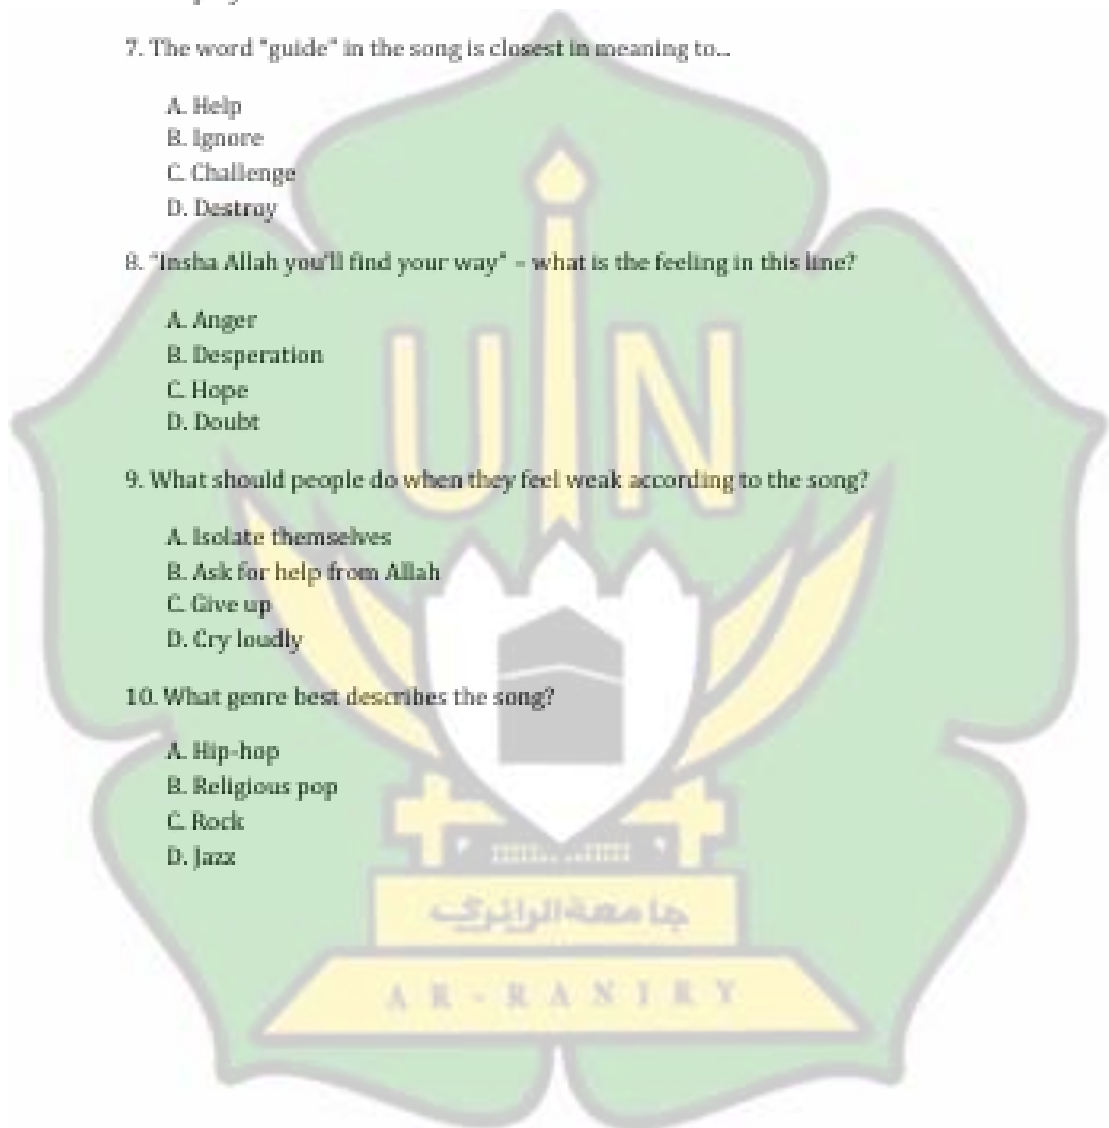 7. The word "guide" in the song is closest in meaning to...
A. Help
B. Ignore
C. Challenge
D. Destroy
8. "Insha Allah you'll find your way" – what is the feeling in this line?
A. Anger
B. Desperation
C. Hope
D. Doubt
9. What should people do when they feel weak according to the song?
A. Isolate themselves
B. Ask for help from Allah
C. Give up
D. Cry loudly
10. What genre best describes the song?
A. Hip-hop
B. Religious pop
C. Rock
D. Jazz
UIN
جامعة الرانري
AR-RANIRY